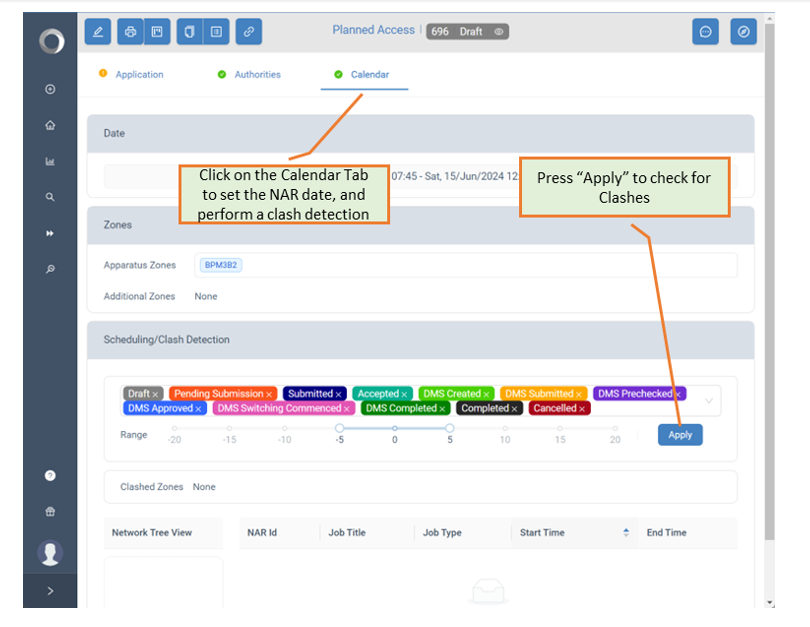 Planned Access 696 Draft
Application Authorities Calendar
Date
Click on the Calendar Tab
to set the NAR date, and
perform a clash detection
07:45 - Sat, 15/Jun/2024 12:
Press “Apply” to check for
Clashes
Zones
Apparatus Zones BPM3B2
Additional Zones None
Scheduling/Clash Detection
Draft × Pending Submission × Submitted × Accepted × DMS Created × DMS Submitted × DMS Prechecked ×
DMS Approved × DMS Switching Commenced × DMS Completed × Completed × Cancelled ×
Range -20 -15 -10 -5 0 5 10 15 20 Apply
Clashed Zones None
Network Tree View NAR Id Job Title Job Type Start Time End Time